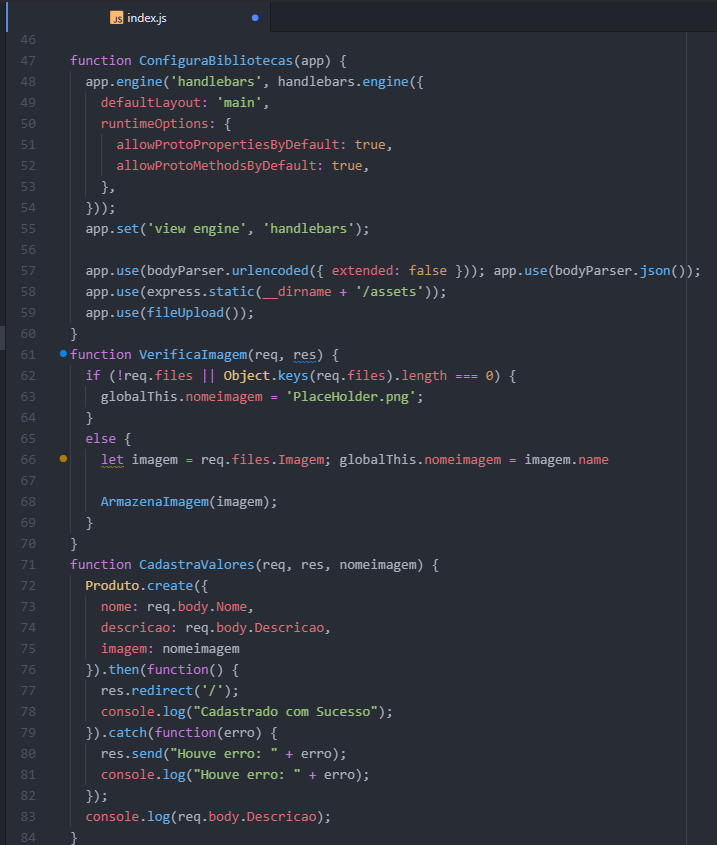 JS index.js
46
47 function ConfiguraBibliotecas(app) {
48   app.engine('handlebars', handlebars.engine({
49     defaultLayout: 'main',
50     runtimeOptions: {
51       allowProtoPropertiesByDefault: true,
52       allowProtoMethodsByDefault: true,
53     },
54   }));
55   app.set('view engine', 'handlebars');
56
57   app.use(bodyParser.urlencoded({ extended: false })); app.use(bodyParser.json());
58   app.use(express.static(__dirname + '/assets'));
59   app.use(fileUpload());
60 }
61 function VerificaImagem(req, res) {
62   if (!req.files || Object.keys(req.files).length === 0) {
63     globalThis.nomeimagem = 'PlaceHolder.png';
64   }
65   else {
66     let imagem = req.files.Imagem; globalThis.nomeimagem = imagem.name
67
68     ArmazenaImagem(imagem);
69   }
70 }
71 function CadastraValores(req, res, nomeimagem) {
72   Produto.create({
73     nome: req.body.Nome,
74     descricao: req.body.Descricao,
75     imagem: nomeimagem
76   }).then(function() {
77     res.redirect('/');
78     console.log("Cadastrado com Sucesso");
79   }).catch(function(erro) {
80     res.send("Houve erro: " + erro);
81     console.log("Houve erro: " + erro);
82   });
83   console.log(req.body.Descricao);
84 }